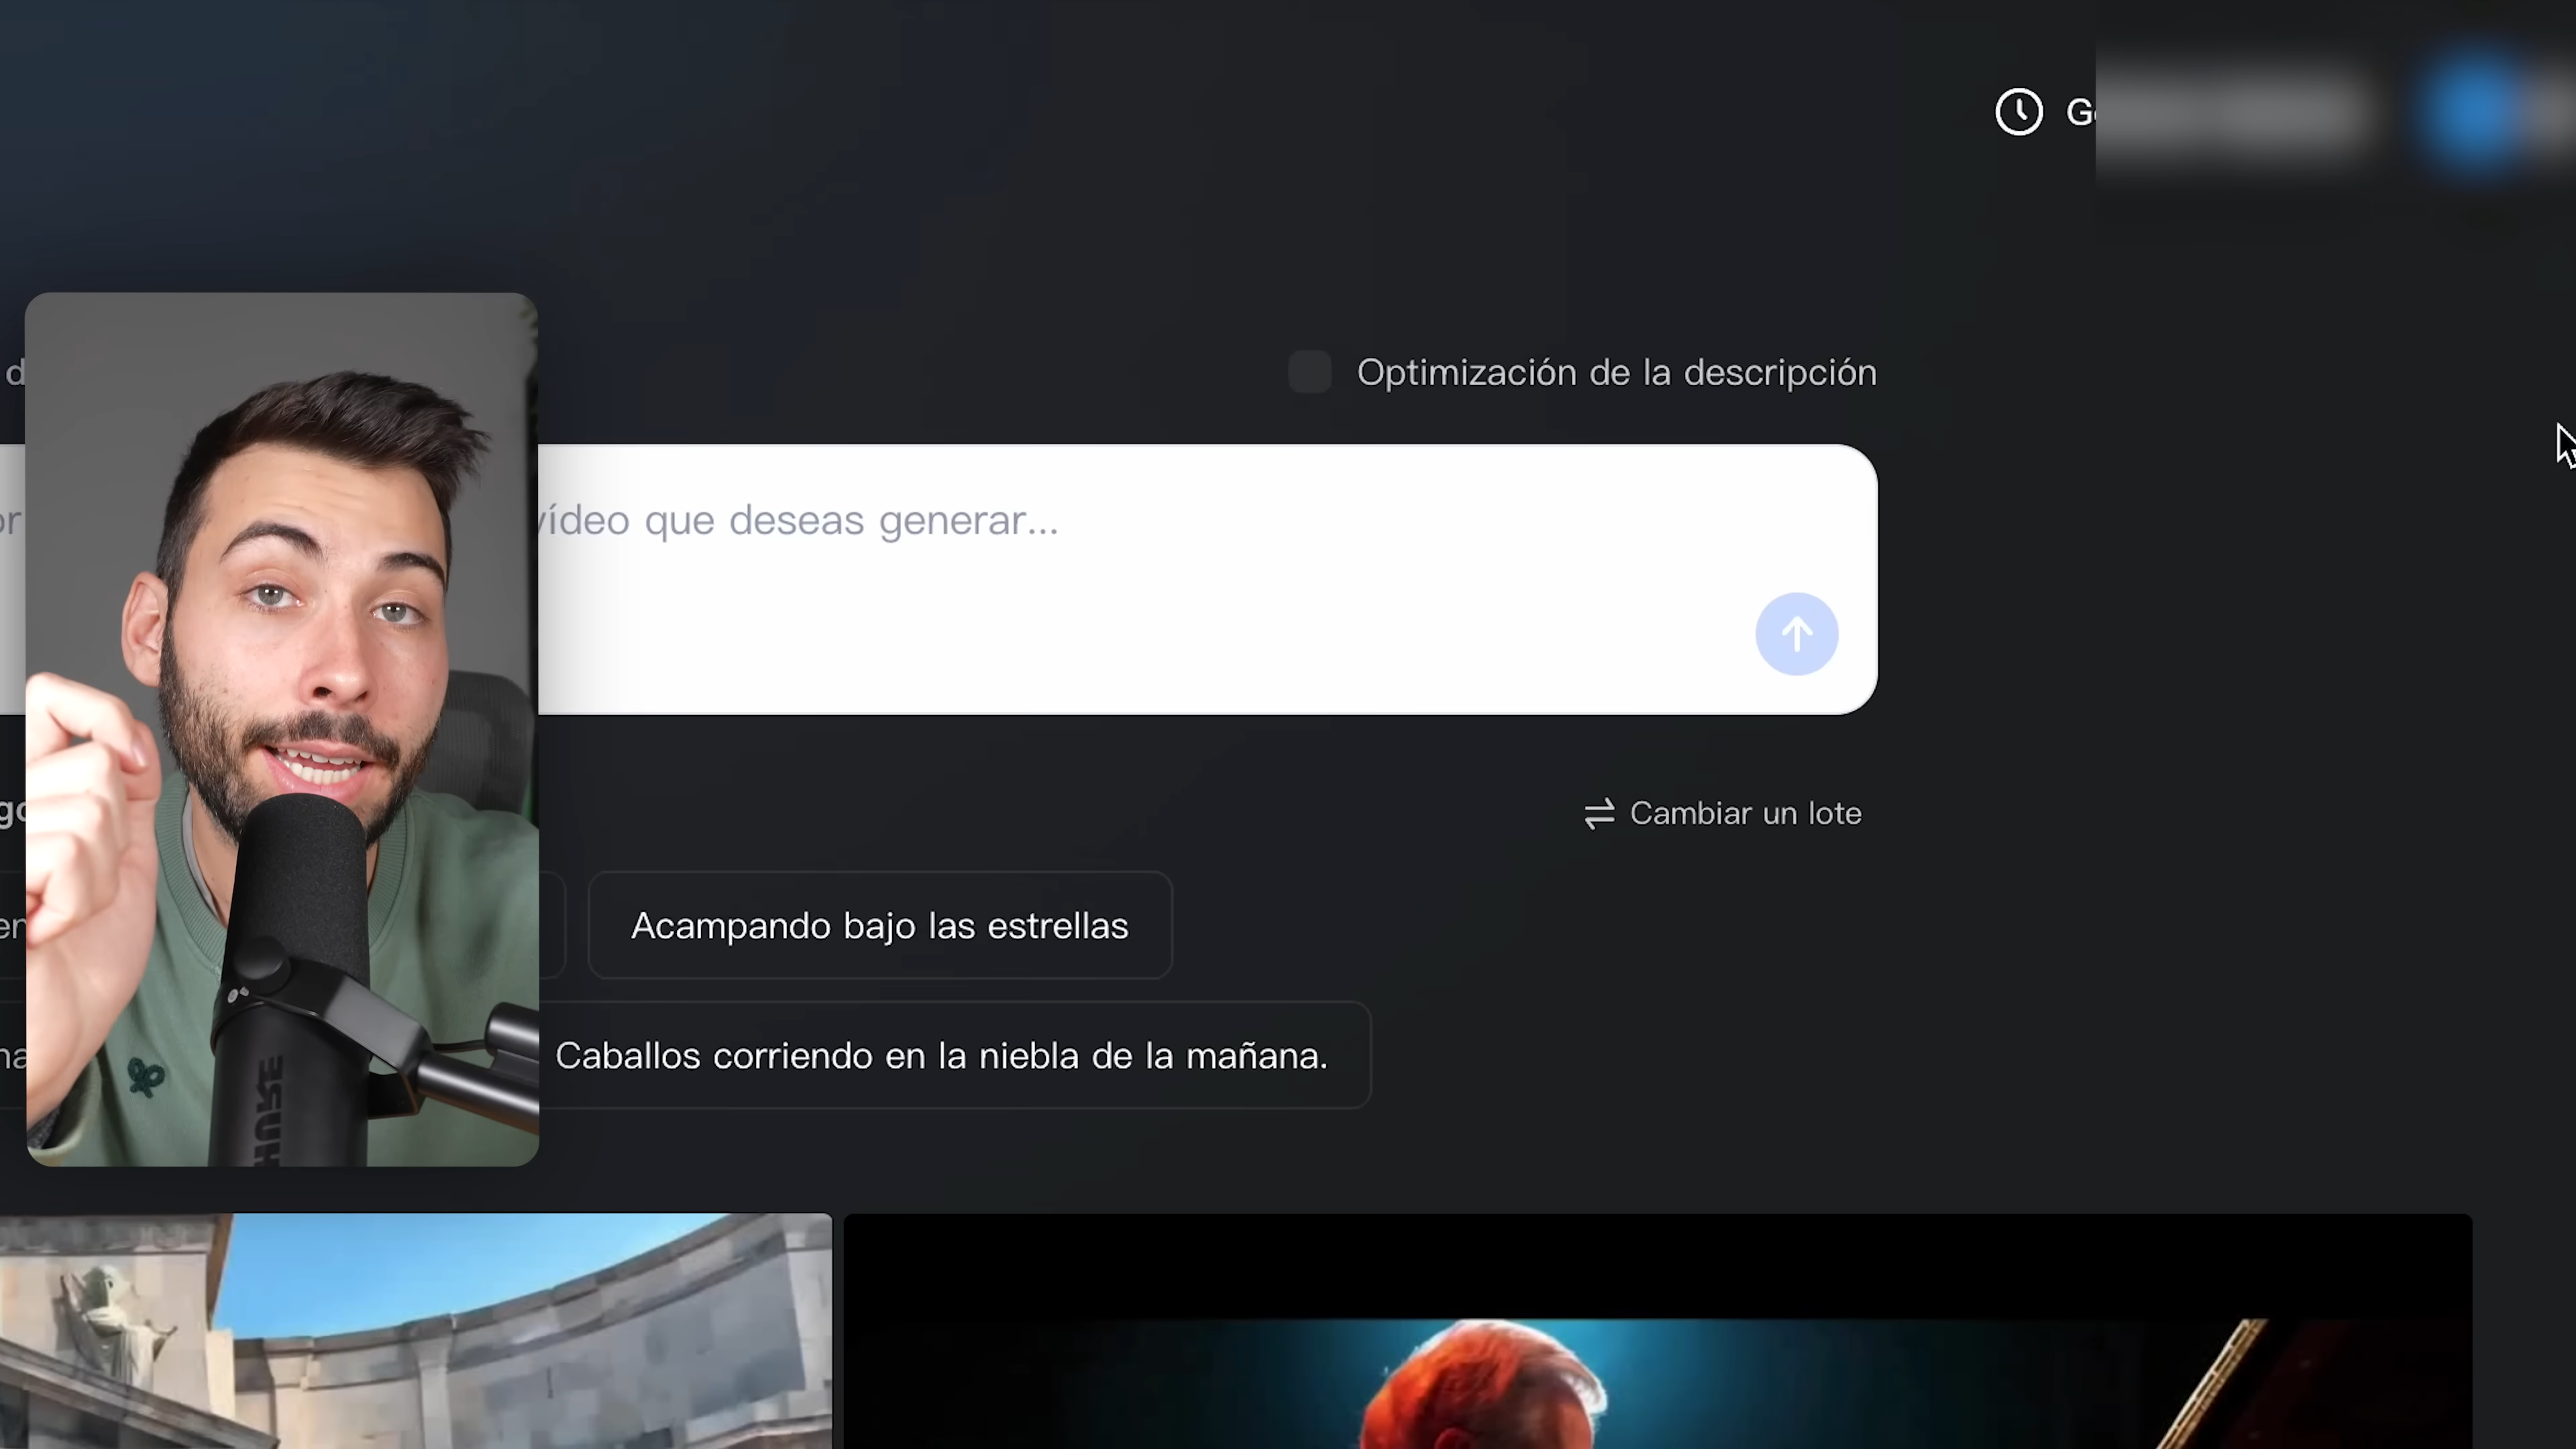 Optimización de la descripción
vídeo que deseas generar...
Cambiar un lote
Acampando bajo las estrellas
Caballos corriendo en la niebla de la mañana.